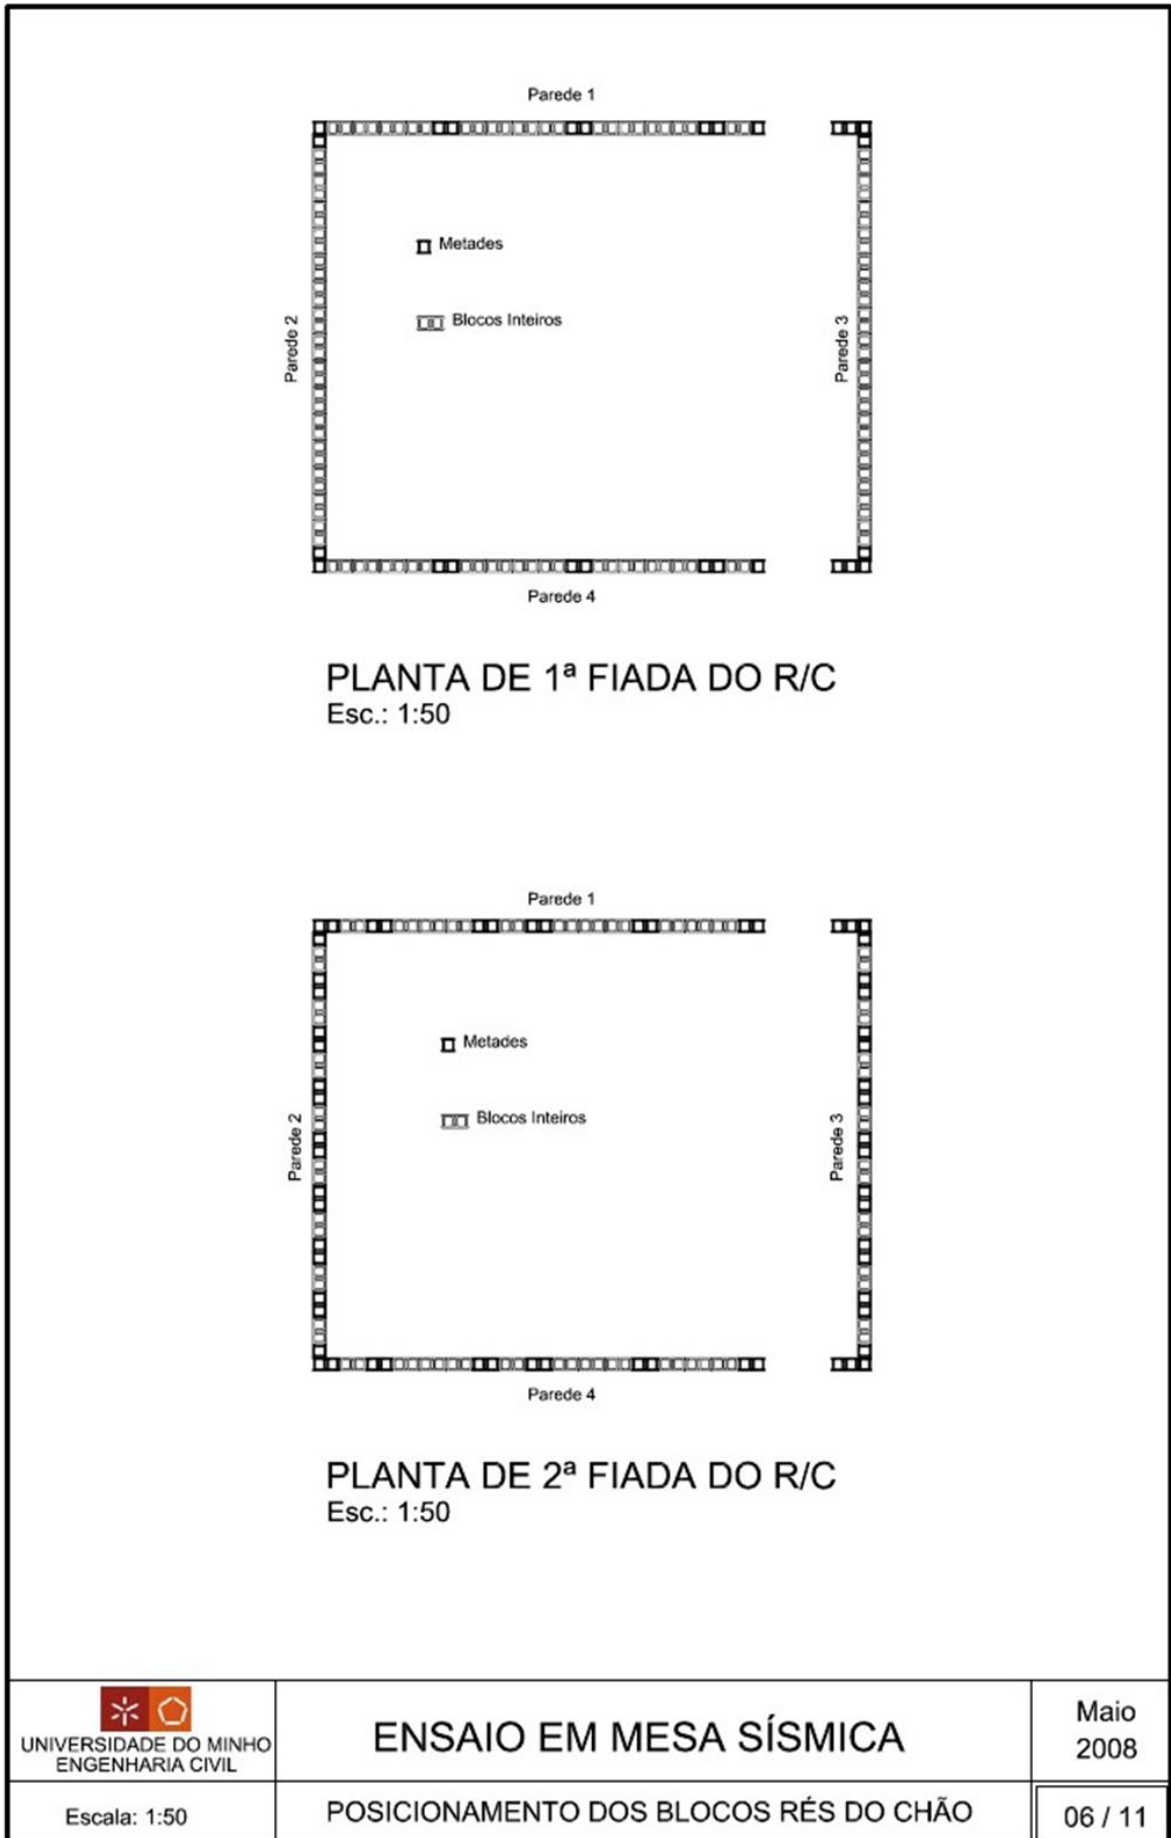 Parede 1
Metades
Blocos Inteiros
Parede 2
Parede 3
Parede 4
PLANTA DE 1ª FIADA DO R/C
Esc.: 1:50
Parede 1
Metades
Blocos Inteiros
Parede 2
Parede 3
Parede 4
PLANTA DE 2ª FIADA DO R/C
Esc.: 1:50
UNIVERSIDADE DO MINHO
ENGENHARIA CIVIL
ENSAIO EM MESA SÍSMICA
Maio
2008
Escala: 1:50
POSICIONAMENTO DOS BLOCOS RÉS DO CHÃO
06 / 11